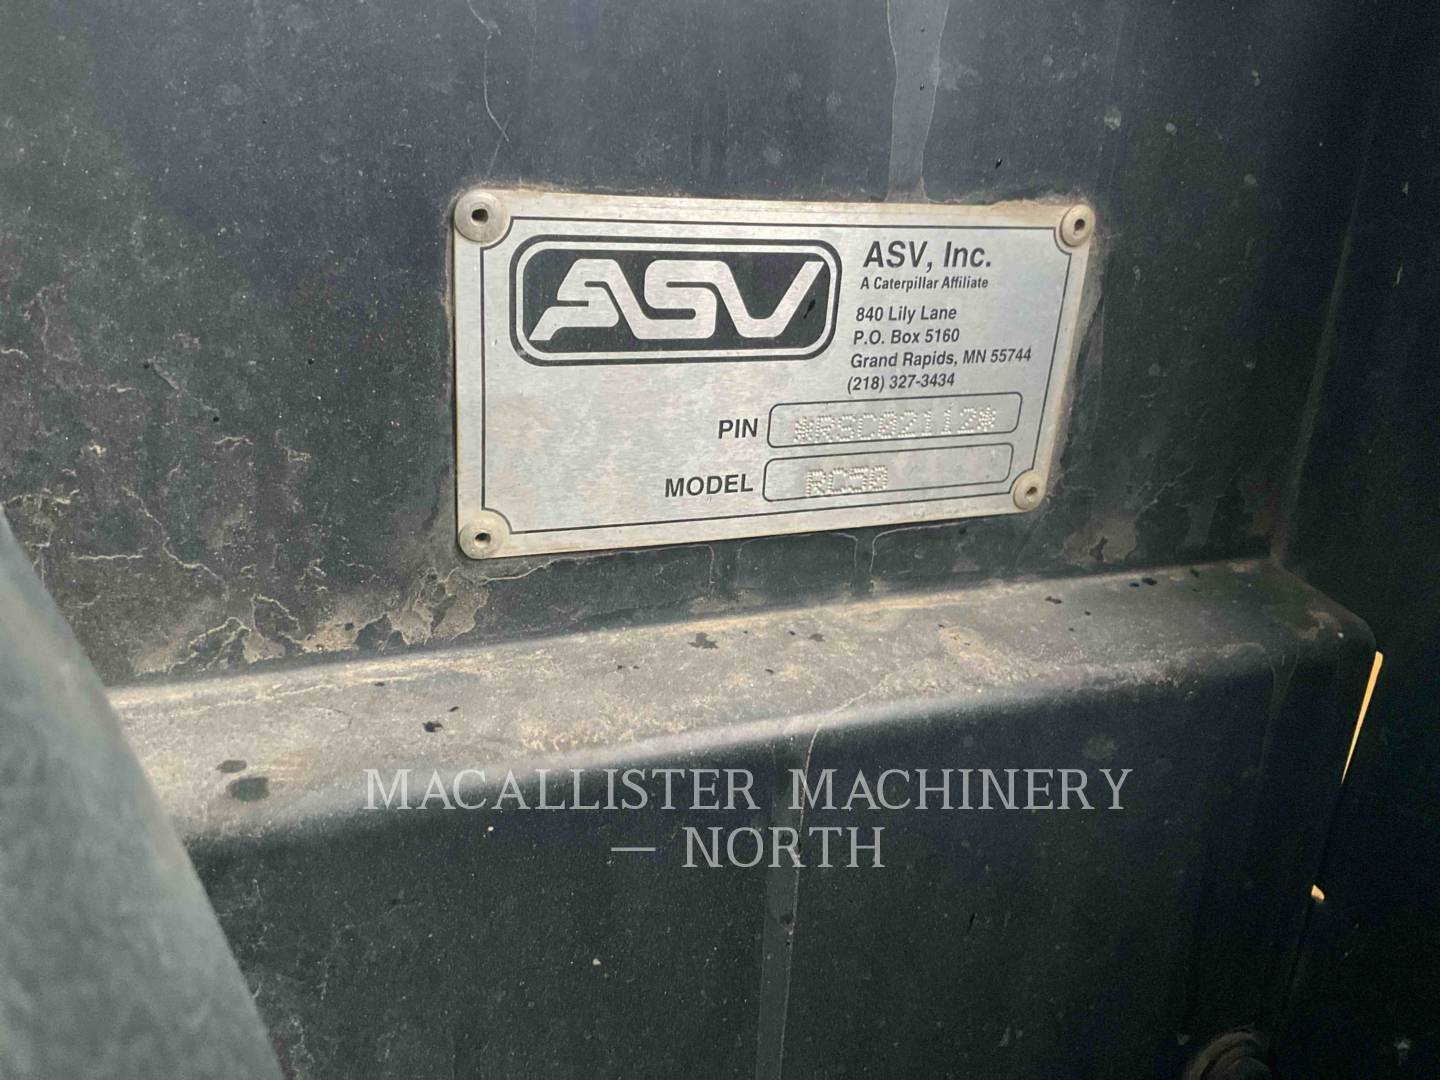 ASV
ASV, Inc.
A Caterpillar Affiliate
840 Lily Lane
P.O. Box 5160
Grand Rapids, MN 55744
(218) 327-3434
PIN *RSC02112*
MODEL RC30
MACALLISTER MACHINERY
— NORTH